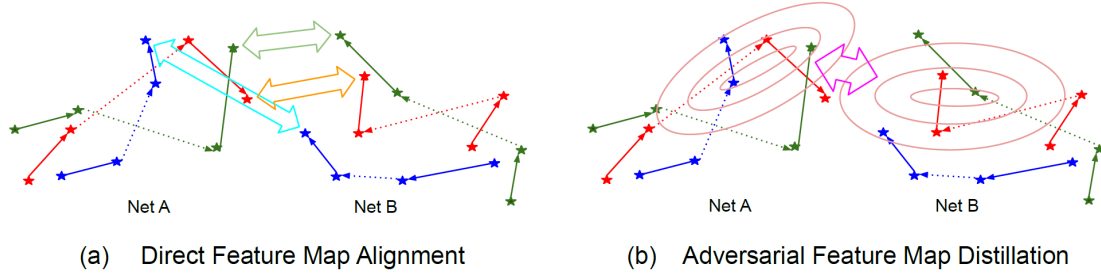 Net A
Net B
(a) Direct Feature Map Alignment
Net A
Net B
(b) Adversarial Feature Map Distillation